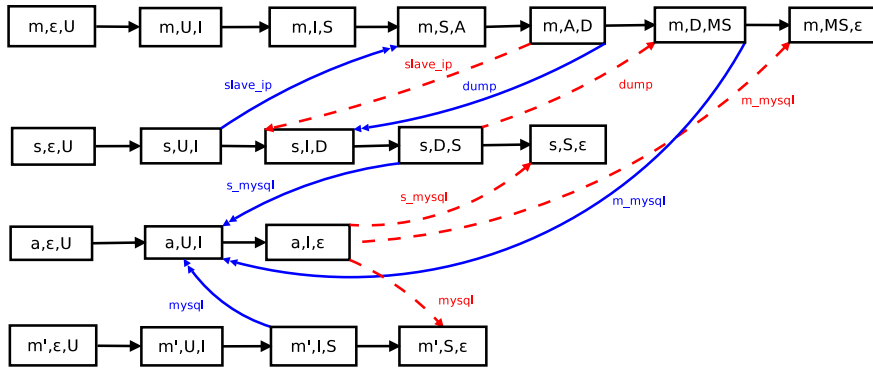 m,ε,U m,U,I m,I,S m,S,A m,A,D m,D,MS m,MS,ε
slave_ip
slave_ip dump dump
m_mysql
s,ε,U s,U,I s,I,D s,D,S s,S,ε
s_mysql
s_mysql
m_mysql
a,ε,U a,U,I a,I,ε
mysql mysql
m',ε,U m',U,I m',I,S m',S,ε